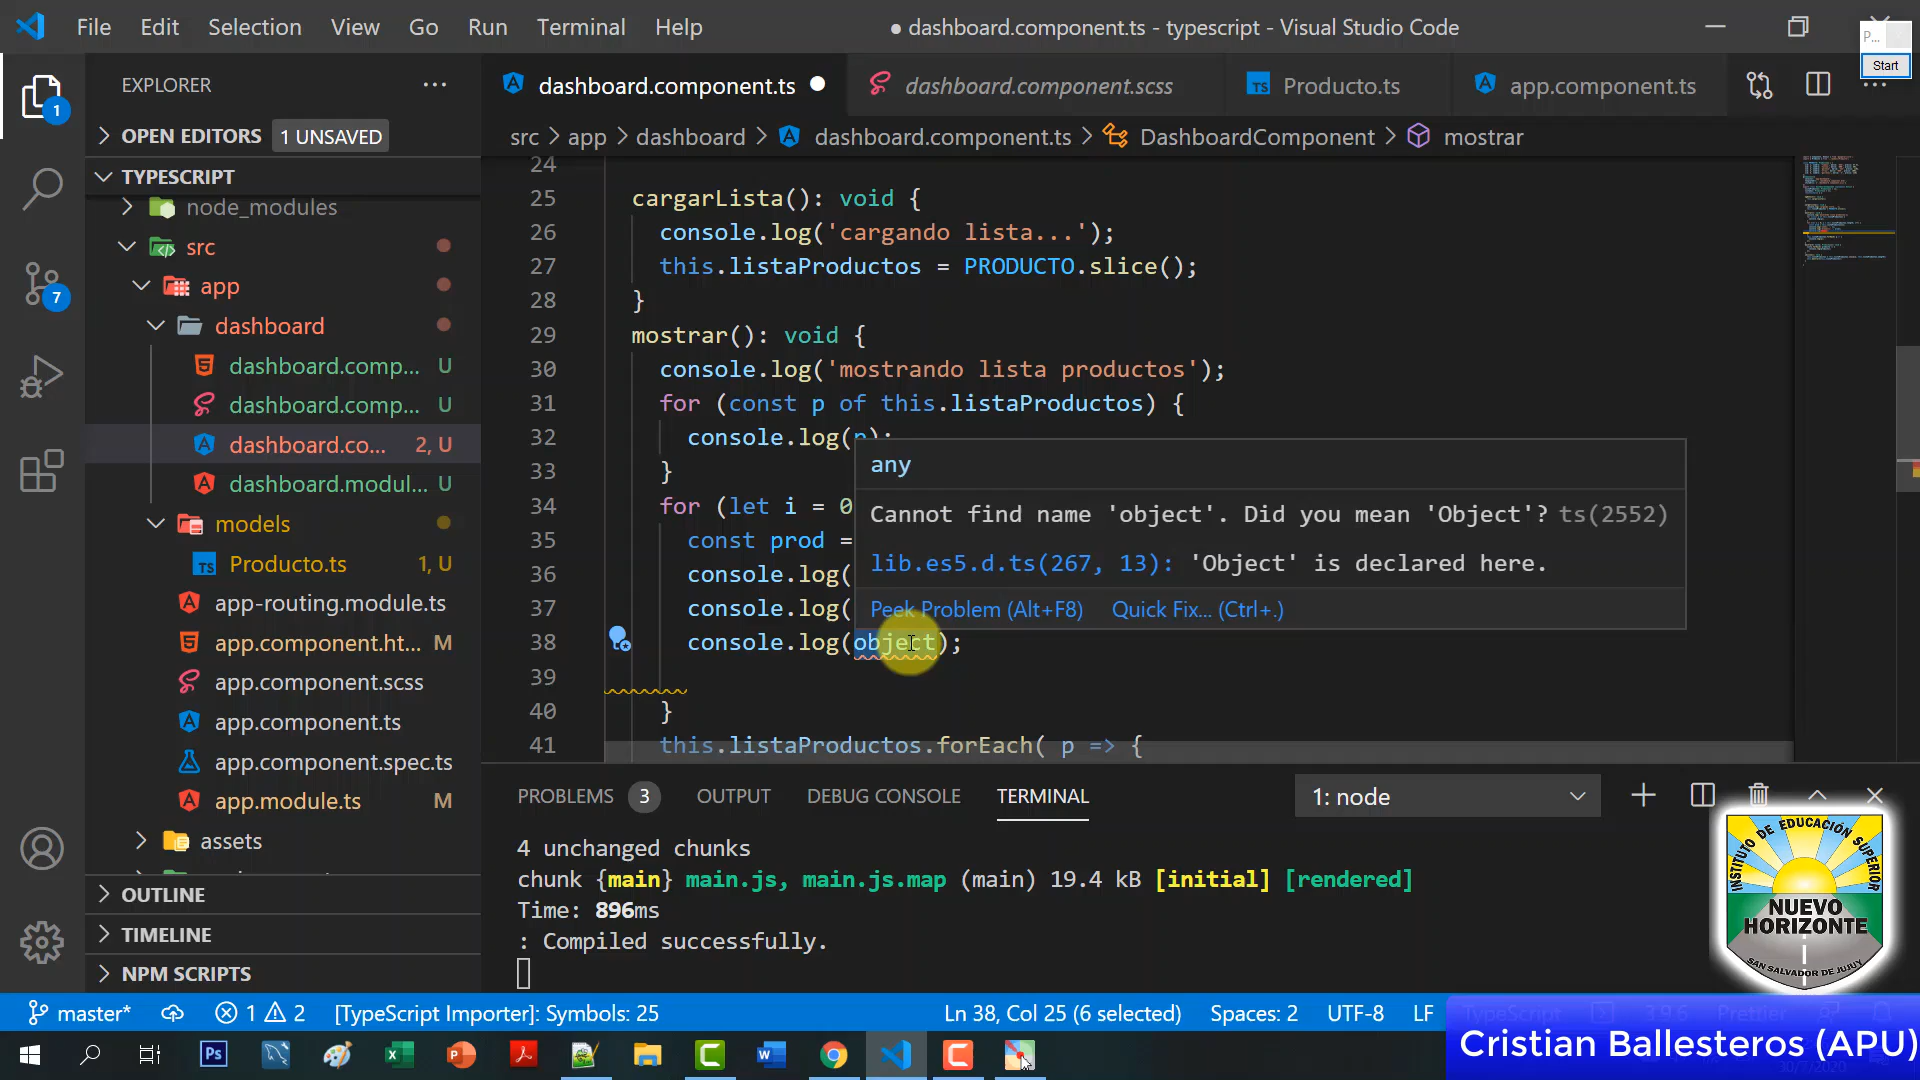 File Edit Selection View Go Run Terminal Help
● dashboard.component.ts - typescript - Visual Studio Code
P...
Start
EXPLORER
dashboard.component.ts
dashboard.component.scss
Producto.ts
app.component.ts
OPEN EDITORS 1 UNSAVED
src > app > dashboard > dashboard.component.ts > DashboardComponent > mostrar
TYPESCRIPT
node_modules
src
app
dashboard
dashboard.comp... U
dashboard.comp... U
dashboard.co... 2, U
dashboard.modul... U
models
Producto.ts 1, U
app-routing.module.ts
app.component.ht... M
app.component.scss
app.component.ts
app.component.spec.ts
app.module.ts M
assets
OUTLINE
TIMELINE
NPM SCRIPTS
1
7
24
25 cargarLista(): void {
26 console.log('cargando lista...');
27 this.listaProductos = PRODUCTO.slice();
28 }
29 mostrar(): void {
30 console.log('mostrando lista productos');
31 for (const p of this.listaProductos) {
32 console.log(p);
33 }
34 for (let i = 0
35 const prod =
36 console.log(
37 console.log(
38 console.log(object);
39
40 }
41 this.listaProductos.forEach( p => {
any
Cannot find name 'object'. Did you mean 'Object'? ts(2552)
lib.es5.d.ts(267, 13): 'Object' is declared here.
Peek Problem (Alt+F8) Quick Fix... (Ctrl+.)
PROBLEMS 3 OUTPUT DEBUG CONSOLE TERMINAL
1: node
4 unchanged chunks
chunk {main} main.js, main.js.map (main) 19.4 kB [initial] [rendered]
Time: 896ms
: Compiled successfully.
INSTITUTO DE EDUCACIÓN SUPERIOR
NUEVO
HORIZONTE
SAN SALVADOR DE JUJUY
master* 1 2 [TypeScript Importer]: Symbols: 25
Ln 38, Col 25 (6 selected) Spaces: 2 UTF-8 LF
Cristian Ballesteros (APU)